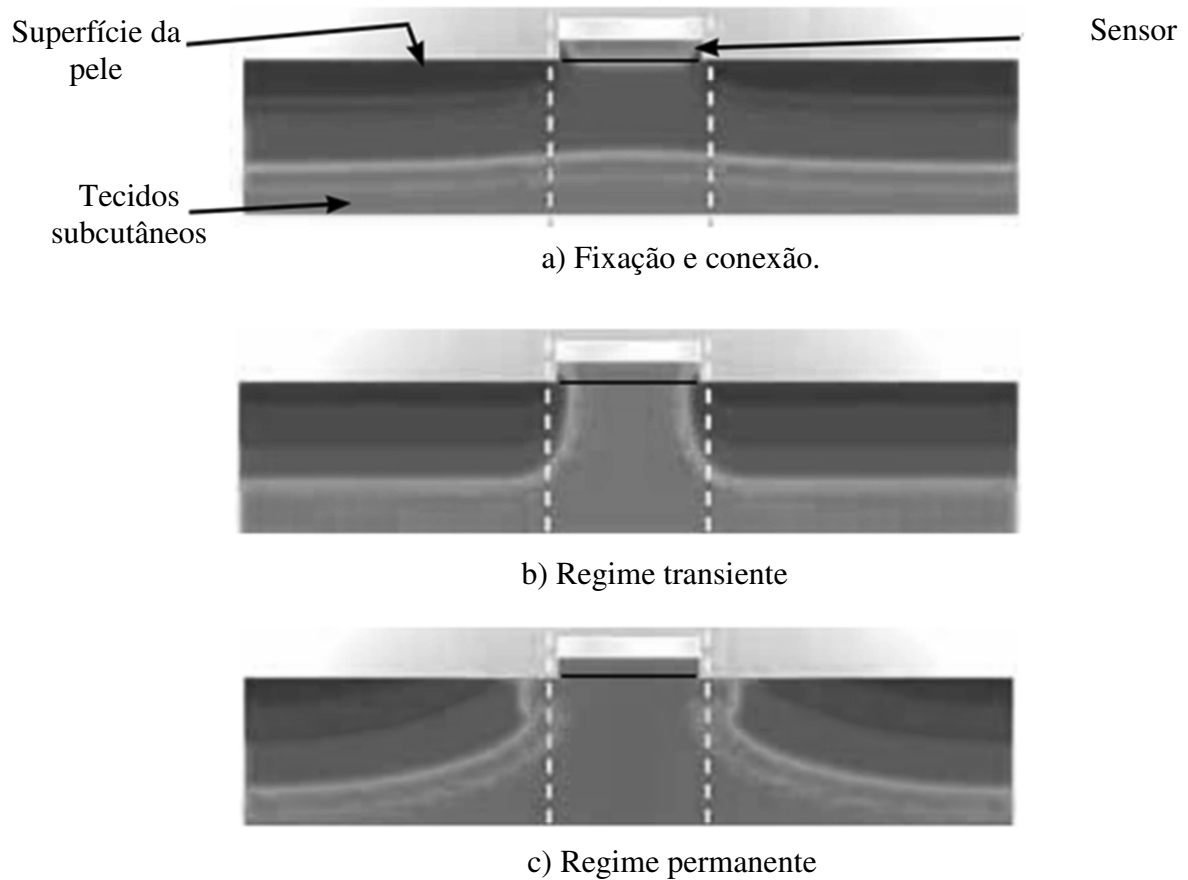 Superfície da
pele
Sensor
Tecidos
subcutâneos
a) Fixação e conexão.
b) Regime transiente
c) Regime permanente